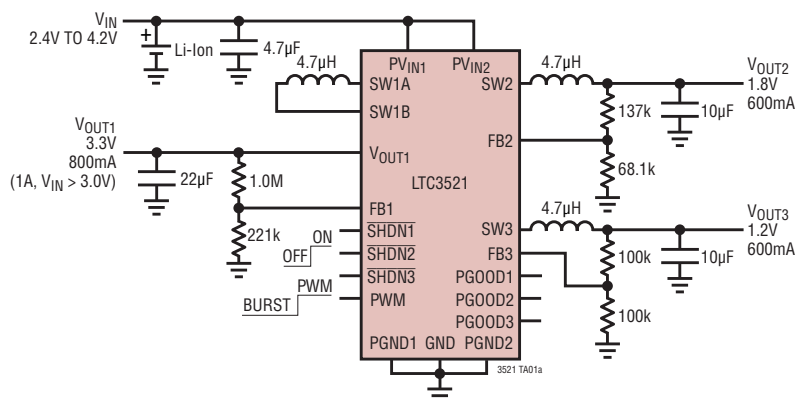 VIN
2.4V TO 4.2V
+
Li-Ion
4.7µF
4.7µH
PVIN1
PVIN2
SW1A
SW1B
SW2
4.7µH
VOUT2
1.8V
600mA
137k
10µF
FB2
68.1k
VOUT1
3.3V
800mA
(1A, VIN > 3.0V)
22µF
1.0M
VOUT1
LTC3521
FB1
221k
SHDN1
SHDN2
SHDN3
PWM
ON
OFF
PWM
BURST
SW3
4.7µH
VOUT3
1.2V
600mA
FB3
100k
10µF
100k
PGOOD1
PGOOD2
PGOOD3
PGND1 GND PGND2
3521 TA01a